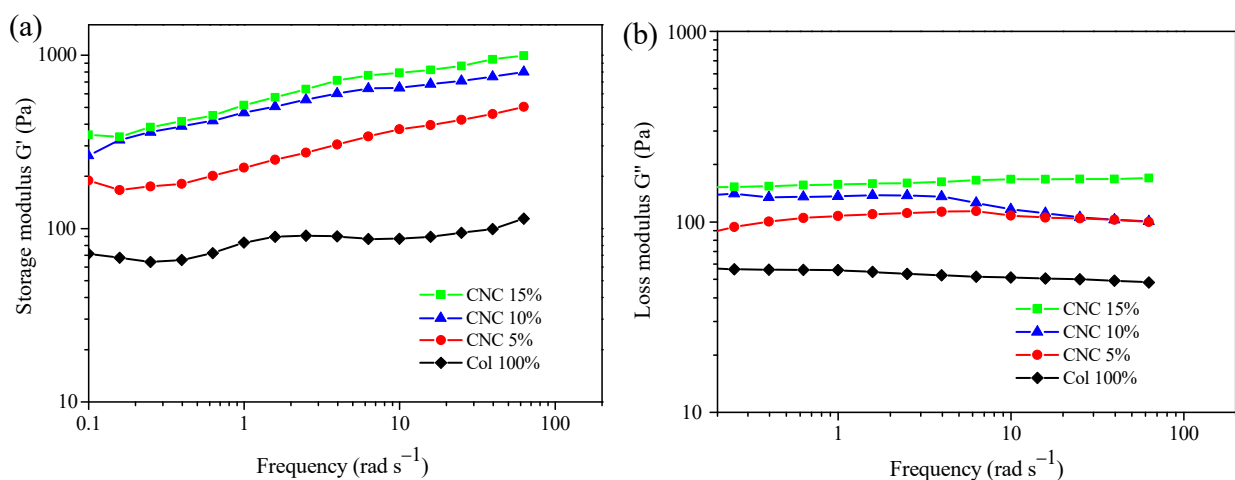 (a)
Storage modulus G' (Pa)
1000
100
10
0.1
1
10
100
Frequency (rad s⁻¹)
CNC 15%
CNC 10%
CNC 5%
Col 100%
(b)
Loss modulus G'' (Pa)
1000
100
10
1
10
100
Frequency (rad s⁻¹)
CNC 15%
CNC 10%
CNC 5%
Col 100%